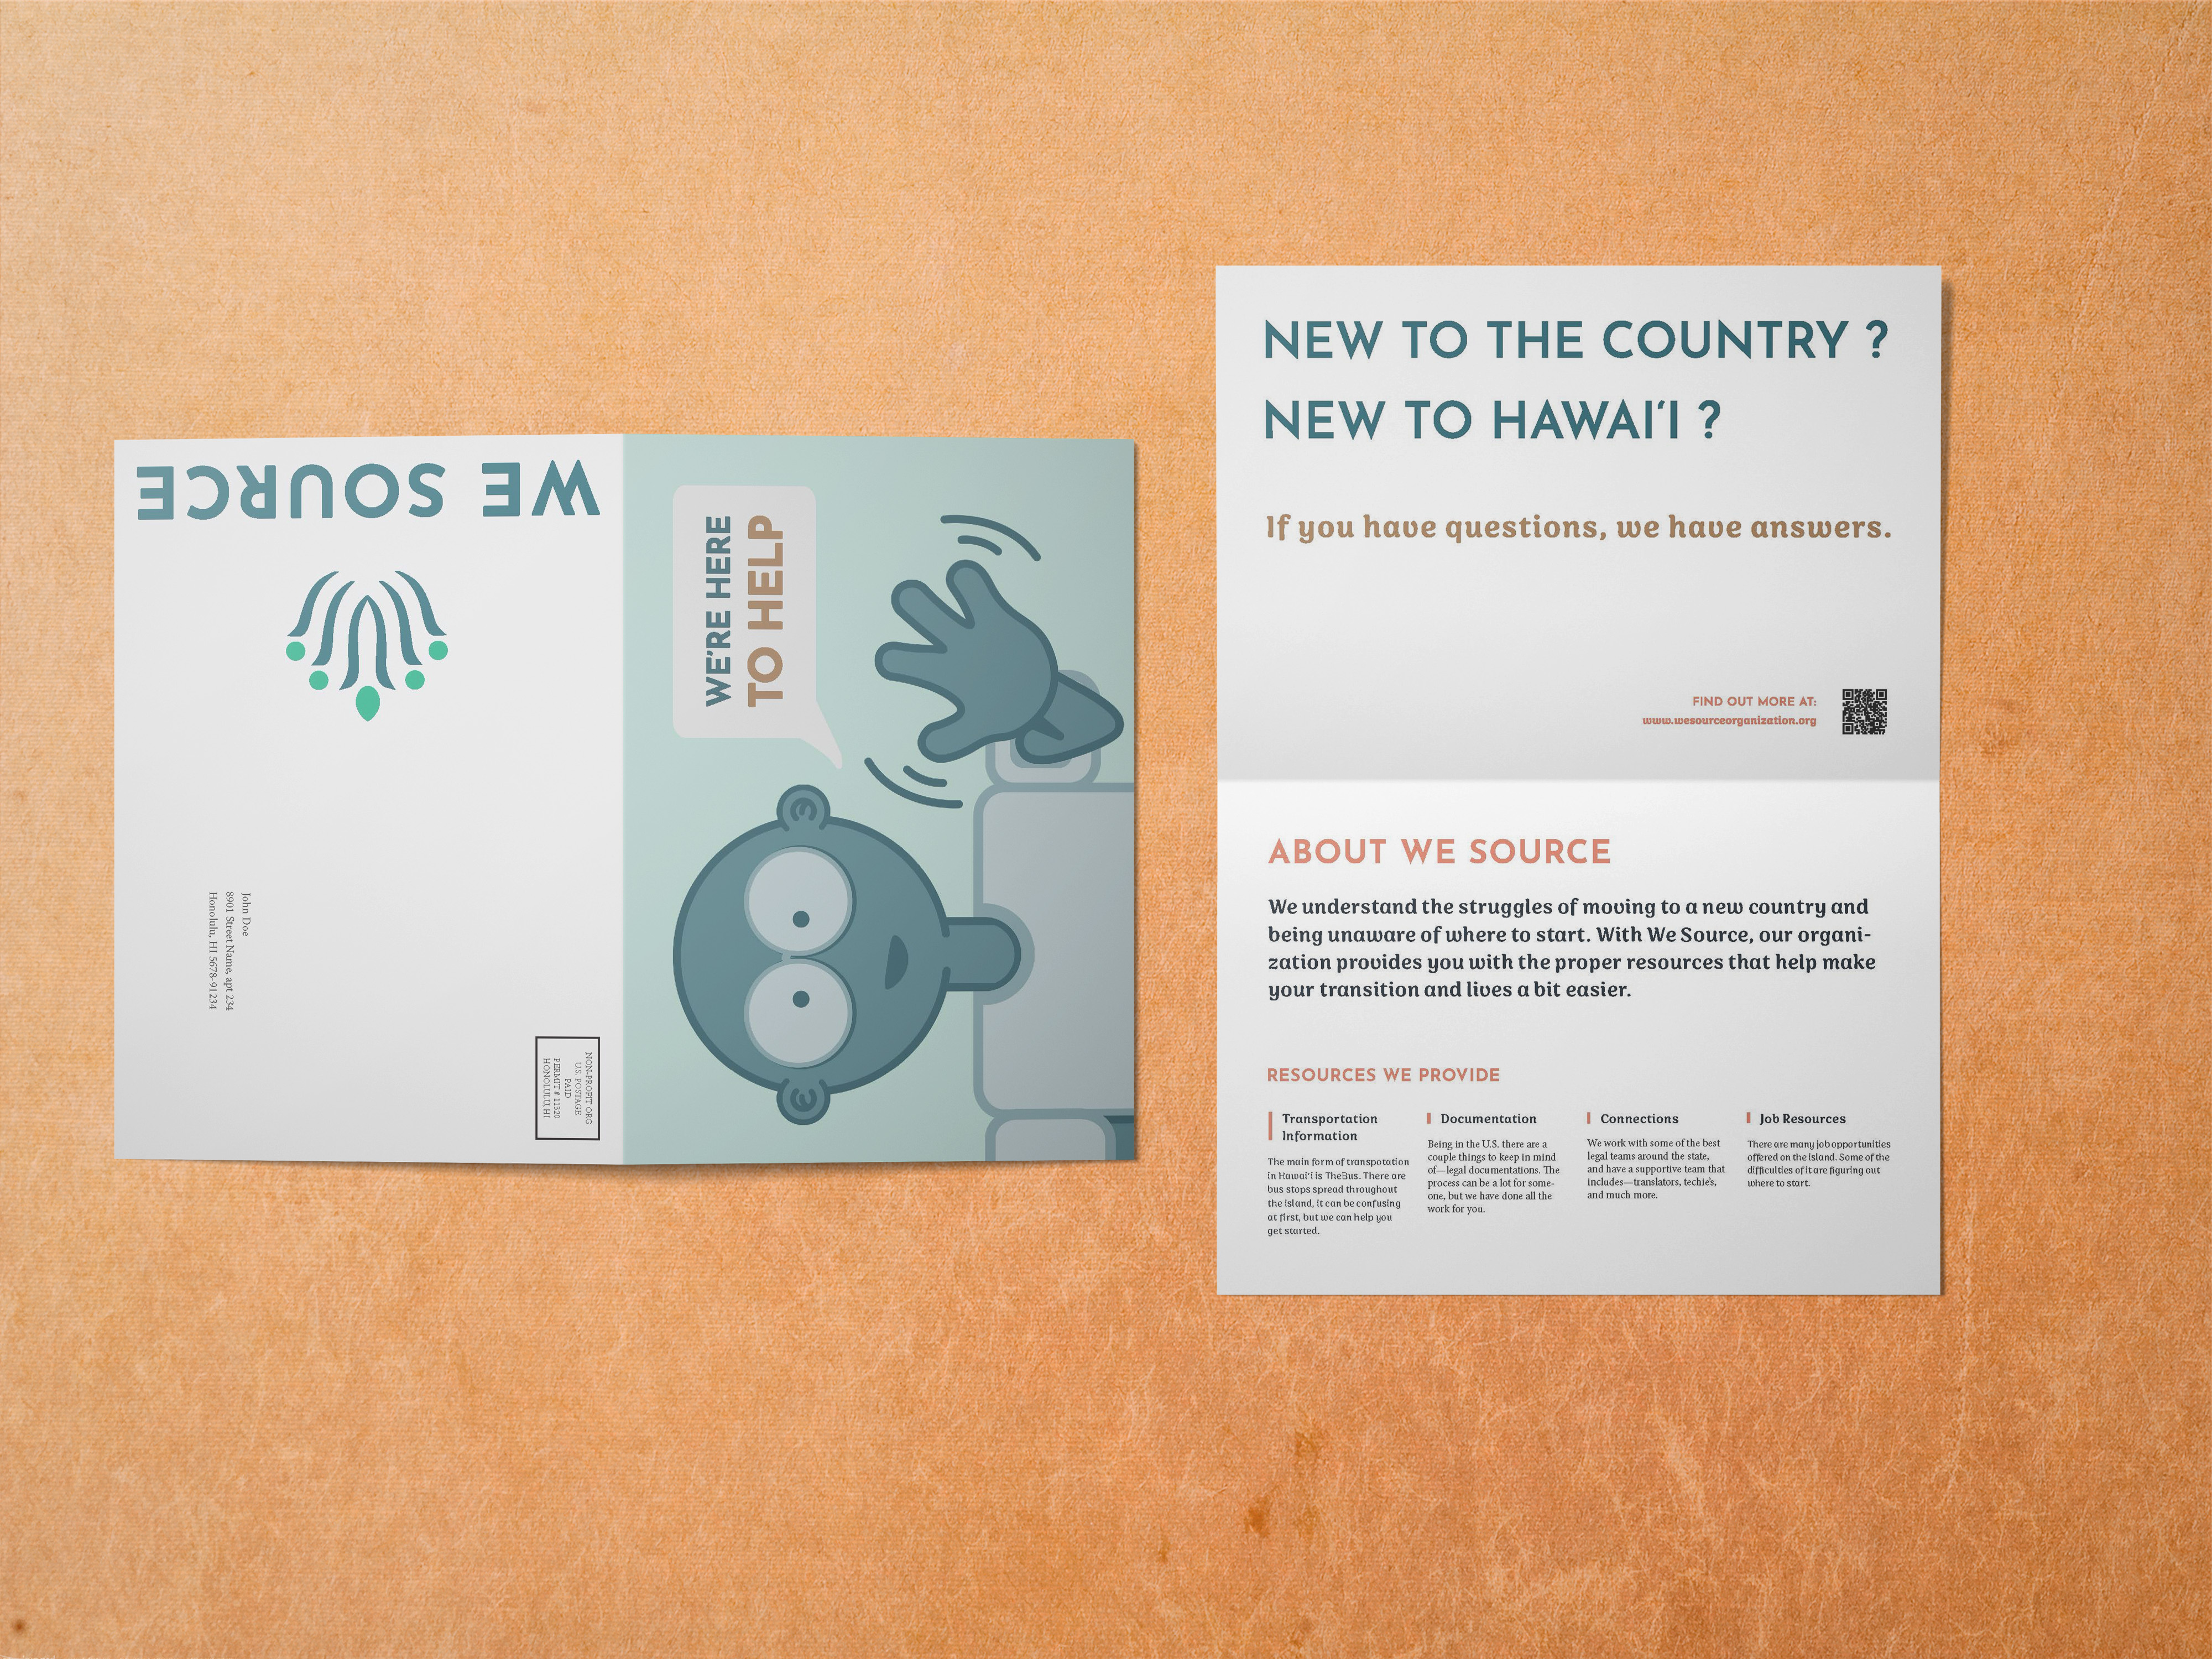 WE SOURCE
John Doe
8901 Street Name, apt 234
Honolulu, HI 5678-91234
NON-PROFIT ORG
U.S. POSTAGE
PAID
PERMIT # 11320
HONOLULU, HI
WE'RE HERE
TO HELP
NEW TO THE COUNTRY ?
NEW TO HAWAIʻI ?
If you have questions, we have answers.
FIND OUT MORE AT:
www.wesourceorganization.org
ABOUT WE SOURCE
We understand the struggles of moving to a new country and
being unaware of where to start. With We Source, our organi-
zation provides you with the proper resources that help make
your transition and lives a bit easier.
RESOURCES WE PROVIDE
Transportation
Information
The main form of transpotation
in Hawaiʻi is TheBus. There are
bus stops spread throughout
the island, it can be confusing
at first, but we can help you
get started.
Documentation
Being in the U.S. there are a
couple things to keep in mind
of—legal documentations. The
process can be a lot for some-
one, but we have done all the
work for you.
Connections
We work with some of the best
legal teams around the state,
and have a supportive team that
includes—translators, techie's,
and much more.
Job Resources
There are many job opportunities
offered on the island. Some of the
difficulties of it are figuring out
where to start.